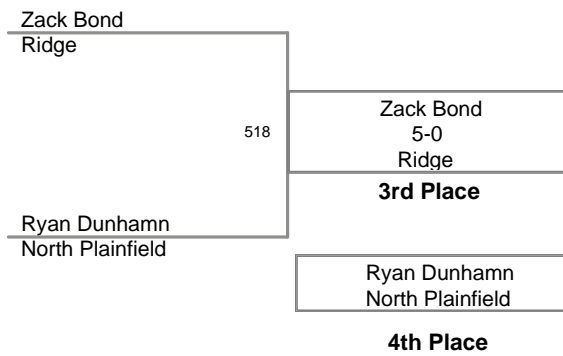 Zack Bond
Ridge
518
Zack Bond
5-0
Ridge
3rd Place
Ryan Dunhamn
North Plainfield
Ryan Dunhamn
North Plainfield
4th Place